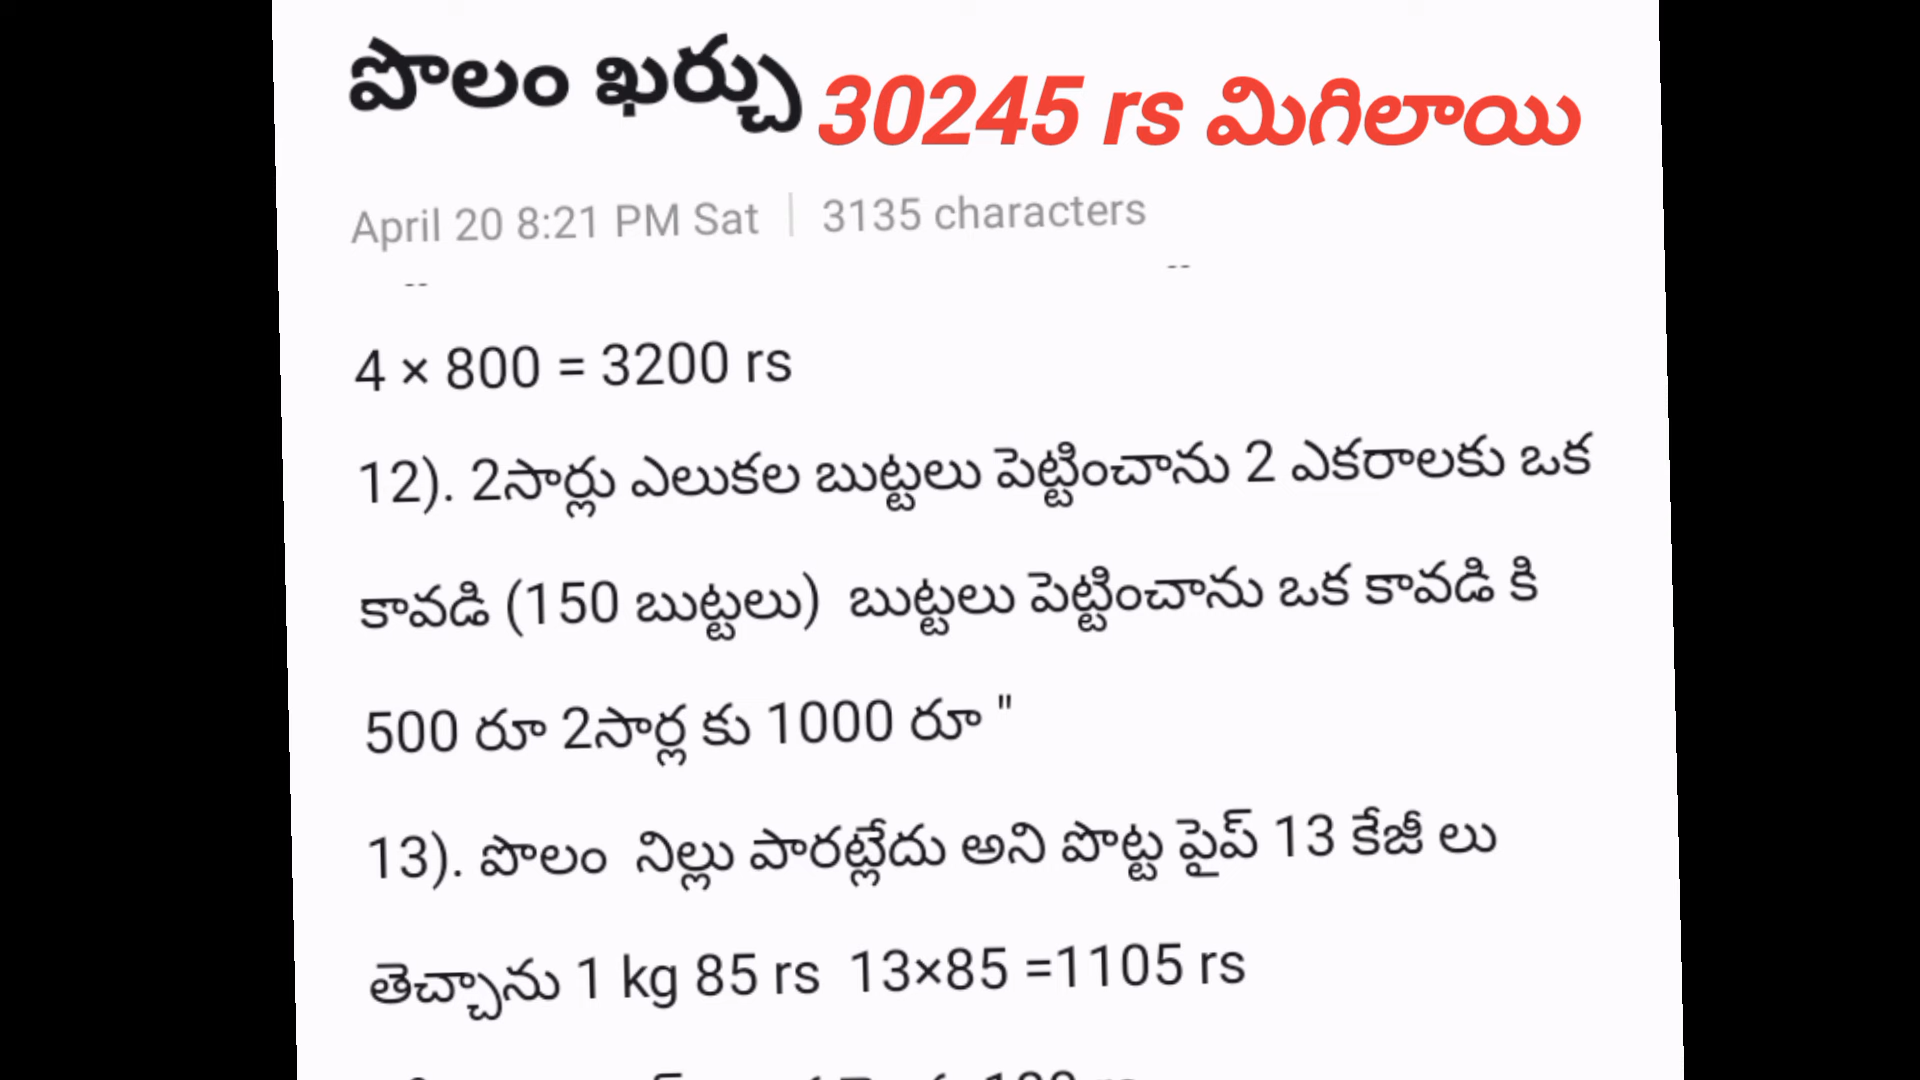 పొలం ఖర్చు 30245 rs మిగిలాయి
April 20 8:21 PM Sat | 3135 characters
4 × 800 = 3200 rs
12). 2సార్లు ఎలుకల బుట్టలు పెట్టించాను 2 ఎకరాలకు ఒక
కావడి (150 బుట్టలు) బుట్టలు పెట్టించాను ఒక కావడి కి
500 రూ 2సార్ల కు 1000 రూ "
13). పొలం నిల్లు పారట్లేదు అని పొట్ట పైప్ 13 కేజీ లు
తెచ్చాను 1 kg 85 rs 13×85 =1105 rs